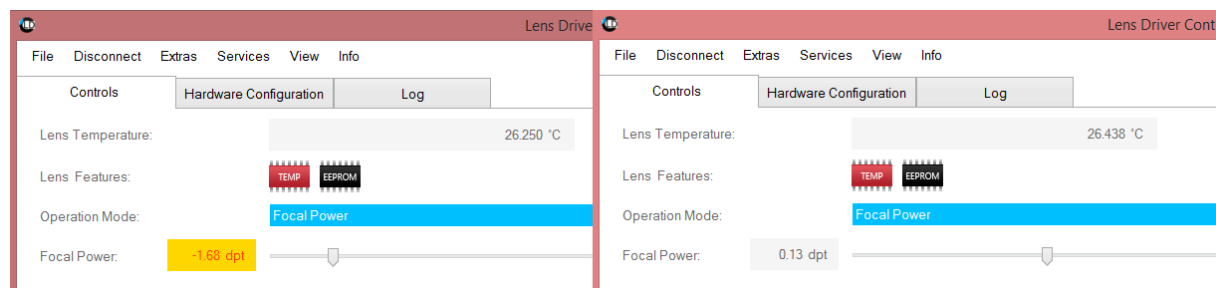 Lens Drive
File Disconnect Extras Services View Info
Controls Hardware Configuration Log
Lens Temperature: 26.250 °C
Lens Features: TEMP EEPROM
Operation Mode: Focal Power
Focal Power: -1.68 dpt
Lens Driver Cont
File Disconnect Extras Services View Info
Controls Hardware Configuration Log
Lens Temperature: 26.438 °C
Lens Features: TEMP EEPROM
Operation Mode: Focal Power
Focal Power: 0.13 dpt